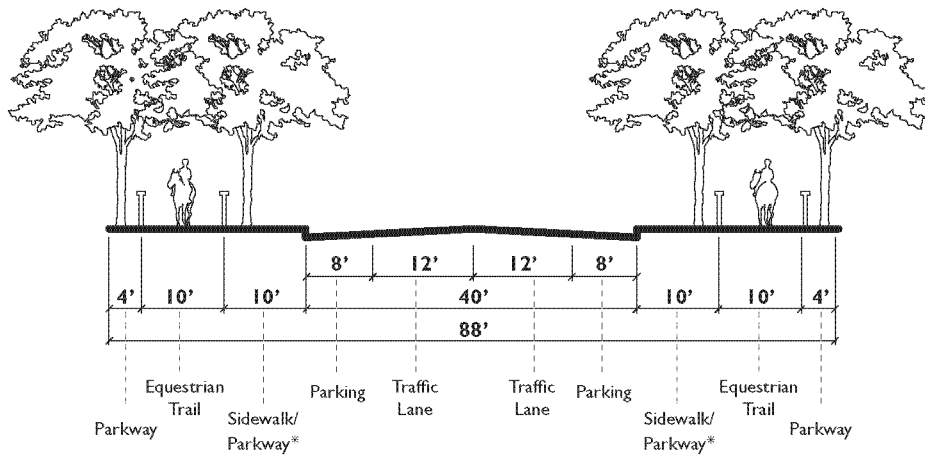 8’ 12’ 12’ 8’
4’ 10’ 10’ 40’ 10’ 10’ 4’
88’
Parkway
Equestrian
Trail
Sidewalk/
Parkway*
Parking
Traffic
Lane
Traffic
Lane
Parking
Sidewalk/
Parkway*
Equestrian
Trail
Parkway